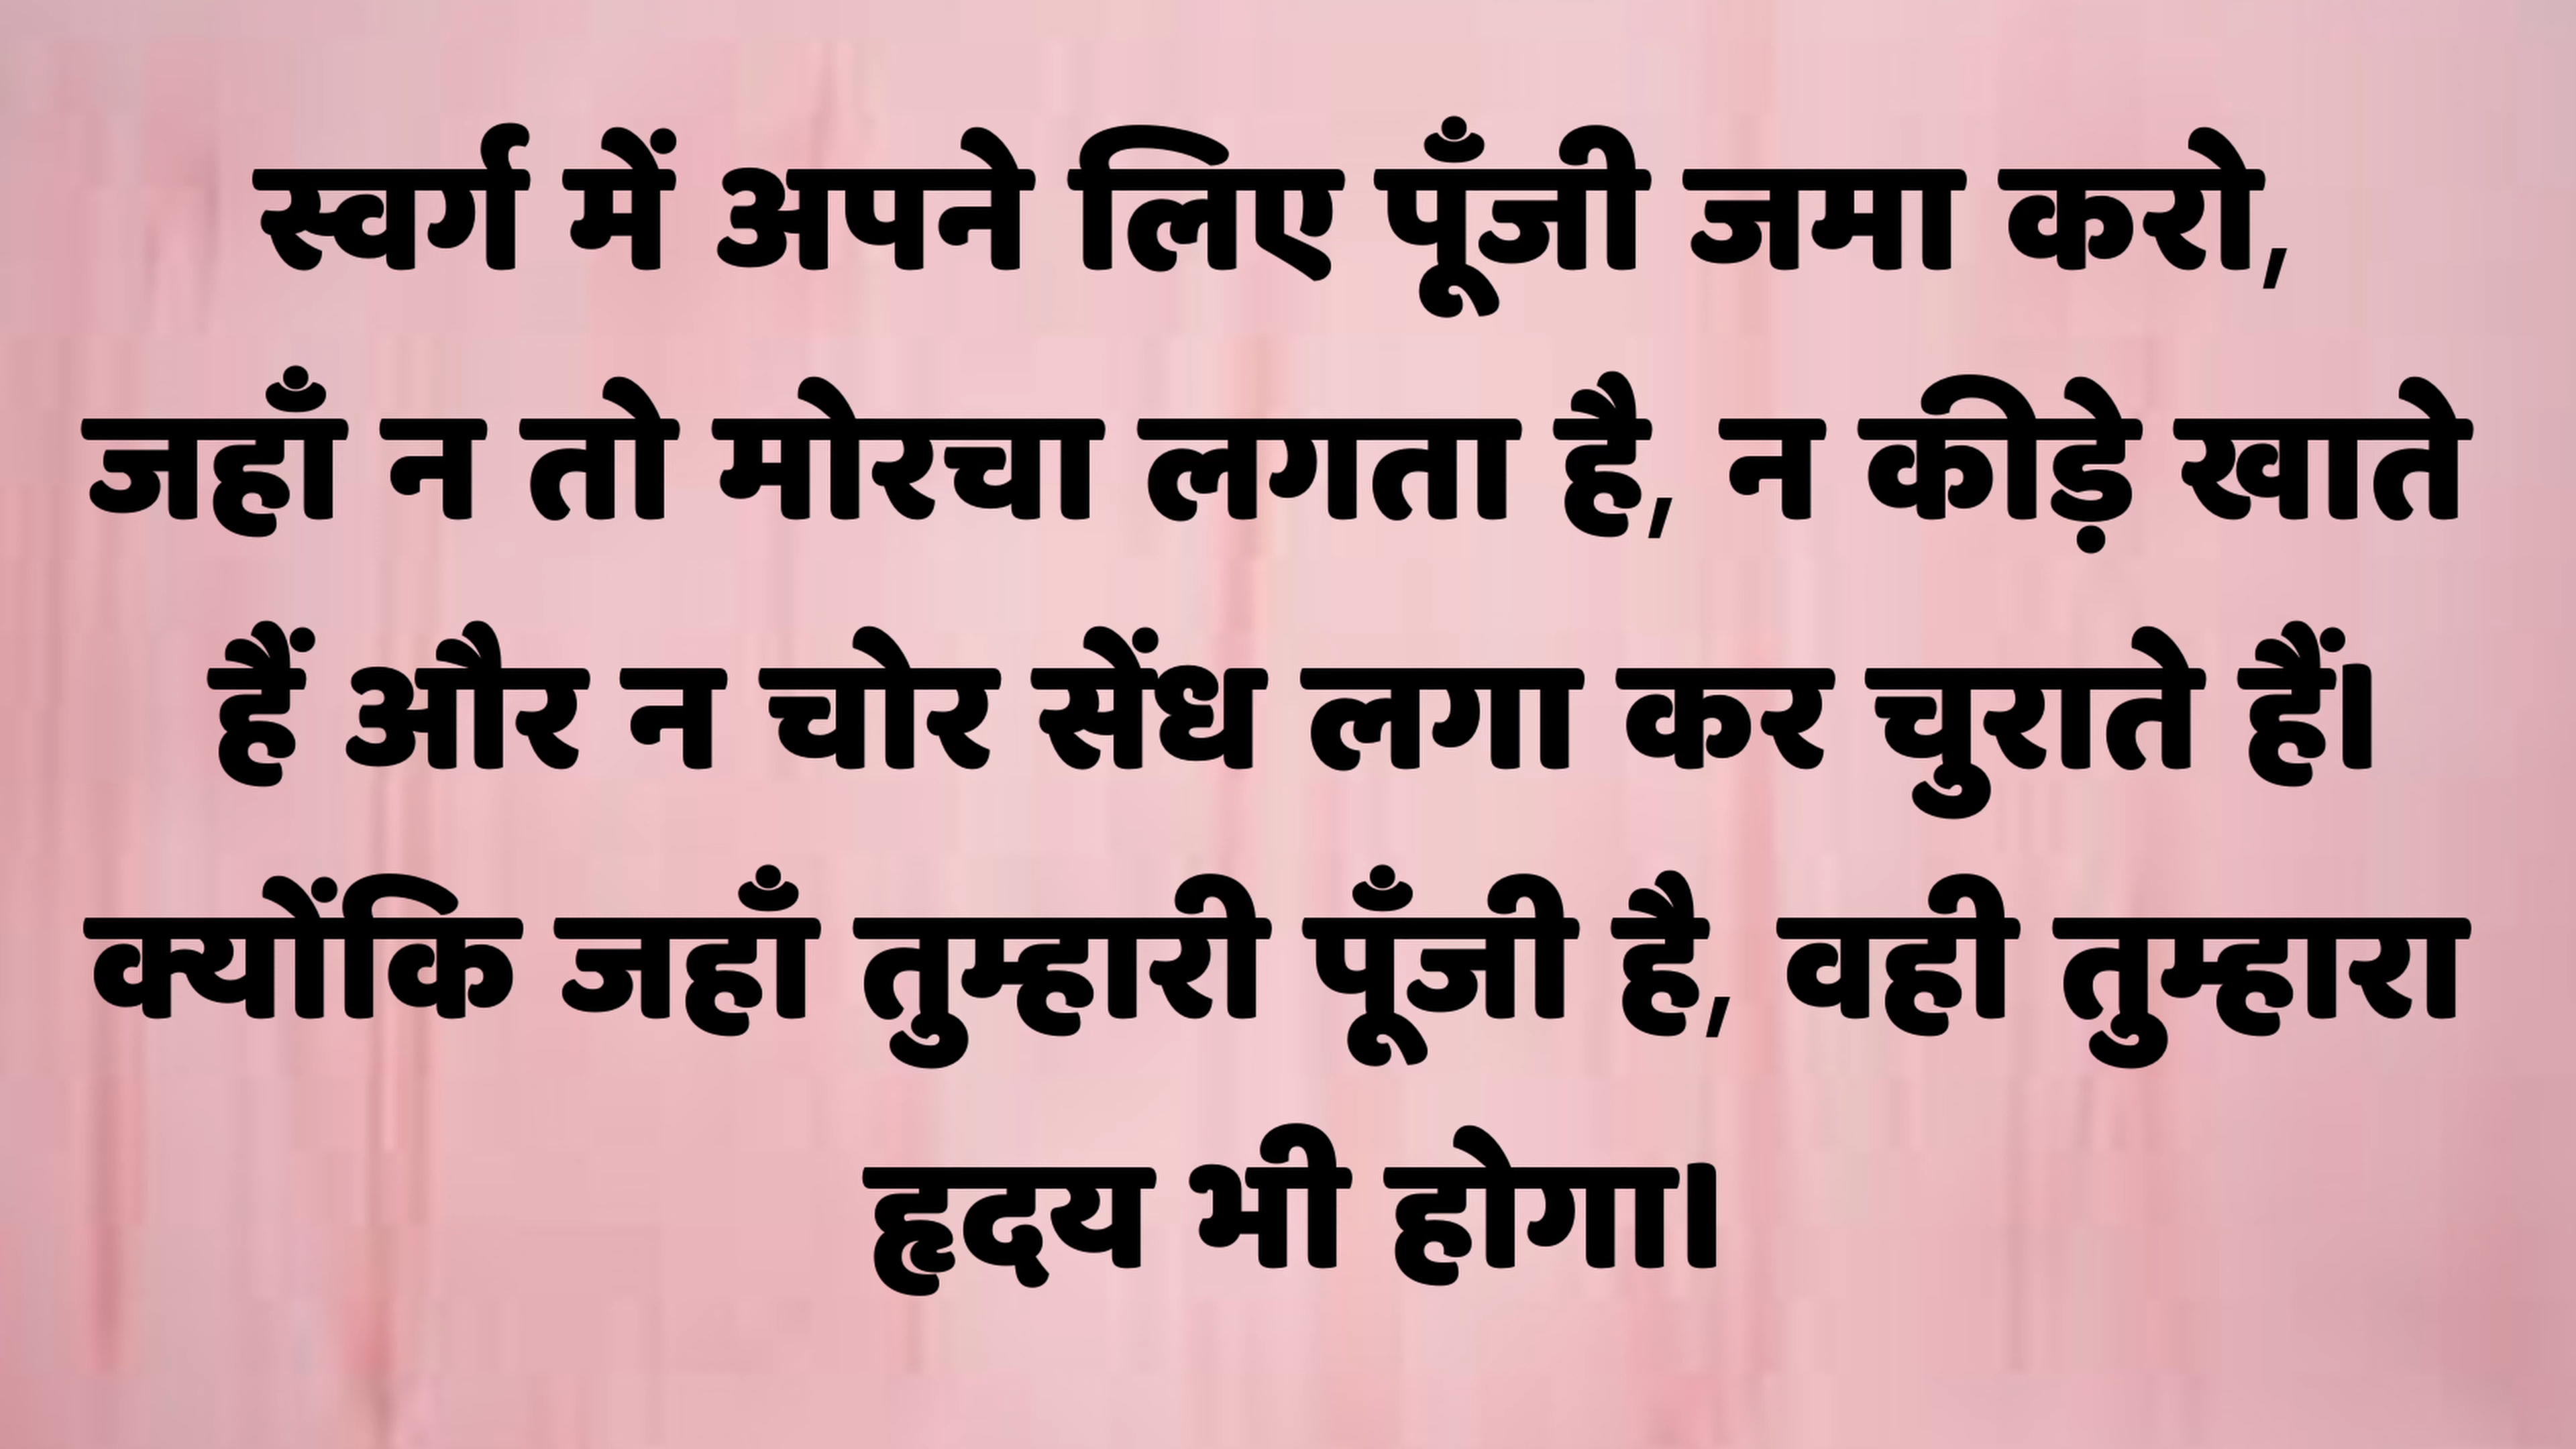 स्वर्ग में अपने लिए पूँजी जमा करो,
जहाँ न तो मोरचा लगता है, न कीड़े खाते
हैं और न चोर सेंध लगा कर चुराते हैं।
क्योंकि जहाँ तुम्हारी पूँजी है, वही तुम्हारा
हृदय भी होगा।